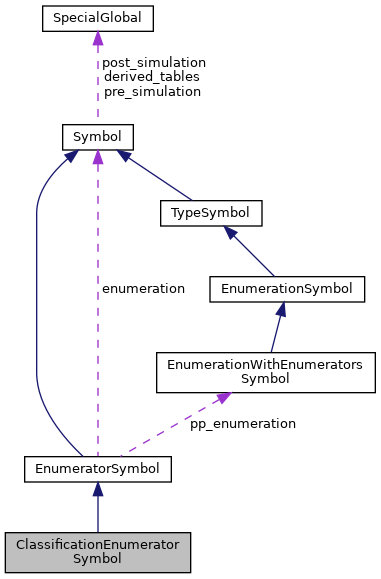 SpecialGlobal
post_simulation
derived_tables
pre_simulation
Symbol
TypeSymbol
enumeration
EnumerationSymbol
EnumerationWithEnumerators
Symbol
pp_enumeration
EnumeratorSymbol
ClassificationEnumerator
Symbol